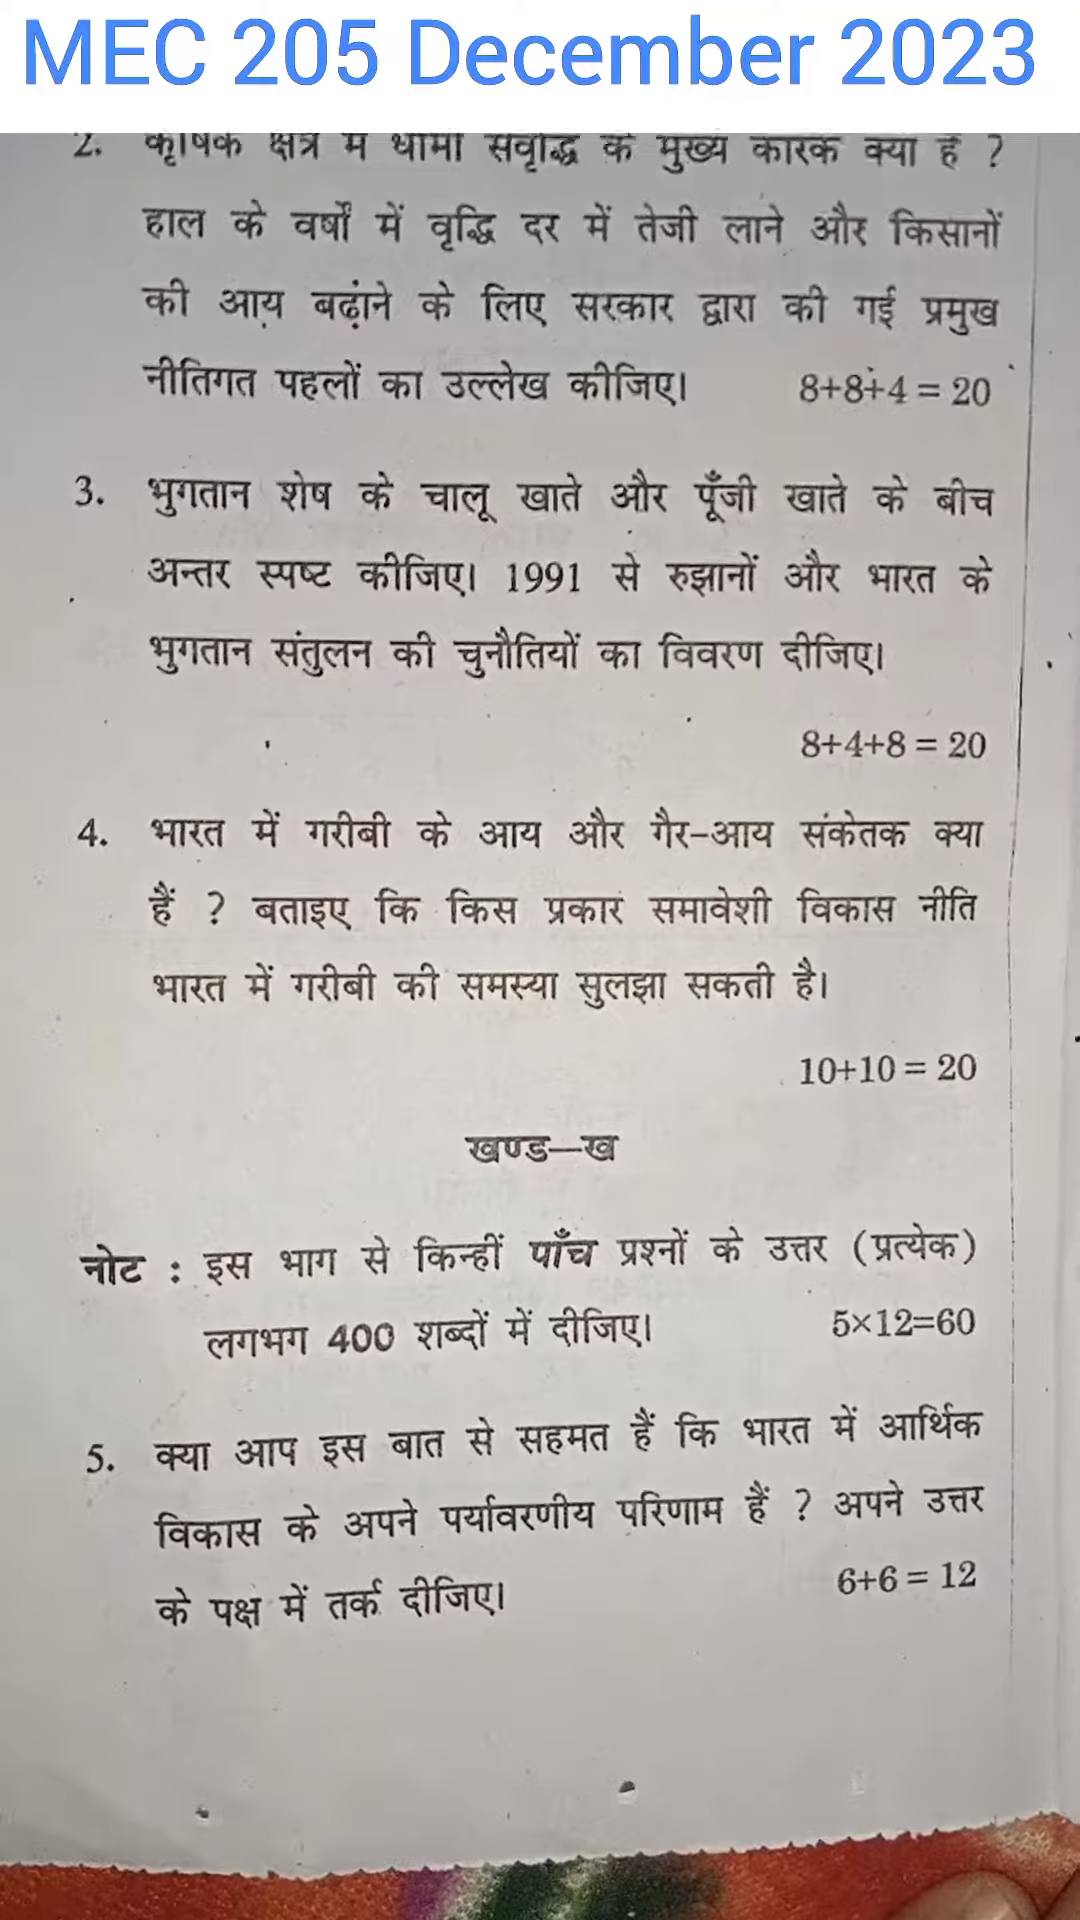 MEC 205 December 2023
2. कृषिक क्षेत्र में धीमी संवृद्धि के मुख्य कारक क्या हैं ?
हाल के वर्षों में वृद्धि दर में तेजी लाने और किसानों
की आय बढ़ांने के लिए सरकार द्वारा की गई प्रमुख
नीतिगत पहलों का उल्लेख कीजिए। 8+8+4 = 20
3. भुगतान शेष के चालू खाते और पूँजी खाते के बीच
अन्तर स्पष्ट कीजिए। 1991 से रुझानों और भारत के
भुगतान संतुलन की चुनौतियों का विवरण दीजिए।
8+4+8 = 20
4. भारत में गरीबी के आय और गैर-आय संकेतक क्या
हैं ? बताइए कि किस प्रकार समावेशी विकास नीति
भारत में गरीबी की समस्या सुलझा सकती है।
10+10 = 20
खण्ड—ख
नोट : इस भाग से किन्हीं पाँच प्रश्नों के उत्तर (प्रत्येक)
लगभग 400 शब्दों में दीजिए। 5×12=60
5. क्या आप इस बात से सहमत हैं कि भारत में आर्थिक
विकास के अपने पर्यावरणीय परिणाम हैं ? अपने उत्तर
के पक्ष में तर्क दीजिए। 6+6 = 12